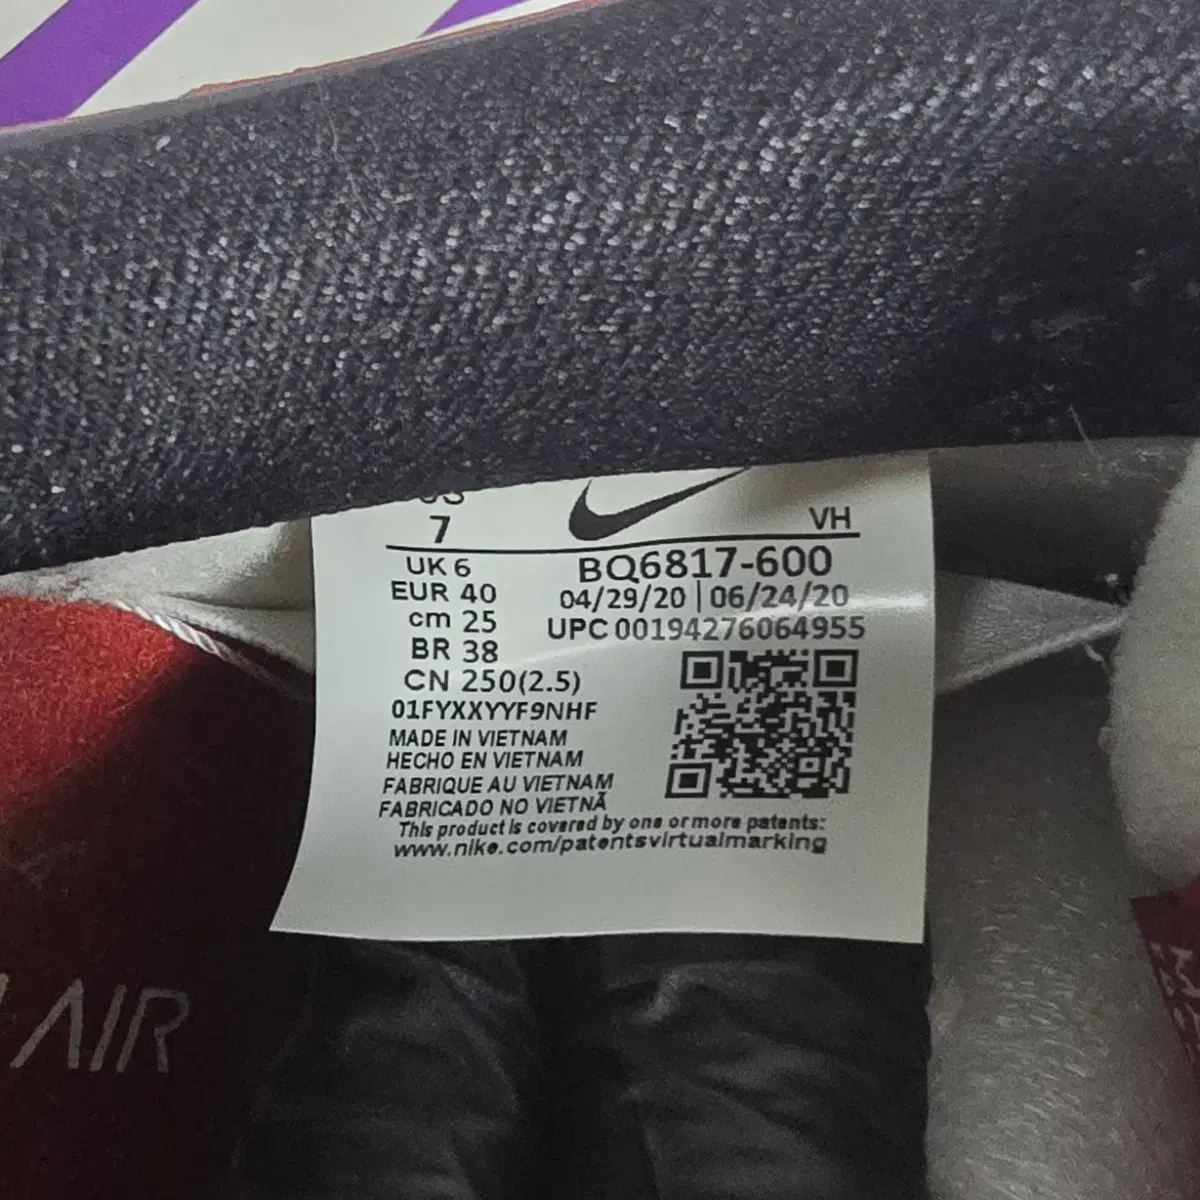 US
7
VH
UK 6
BQ6817-600
EUR 40
04/29/20 | 06/24/20
cm 25
UPC 00194276064955
BR 38
CN 250(2.5)
01FYXXYYF9NHF
MADE IN VIETNAM
HECHO EN VIETNAM
FABRIQUE AU VIETNAM
FABRICADO NO VIETNÃ
This product is covered by one or more patents:
www.nike.com/patentsvirtualmarking
AIR